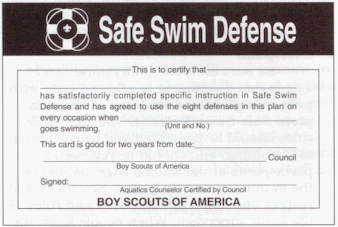 Safe Swim Defense
This is to certify that
has satisfactorily completed specific instruction in Safe Swim
Defense and has agreed to use the eight defenses in this plan on
every occasion when
(Unit and No.)
goes swimming.
This card is good for two years from date:
Council
Boy Scouts of America
Signed:
Aquatics Counselor Certified by Council
BOY SCOUTS OF AMERICA